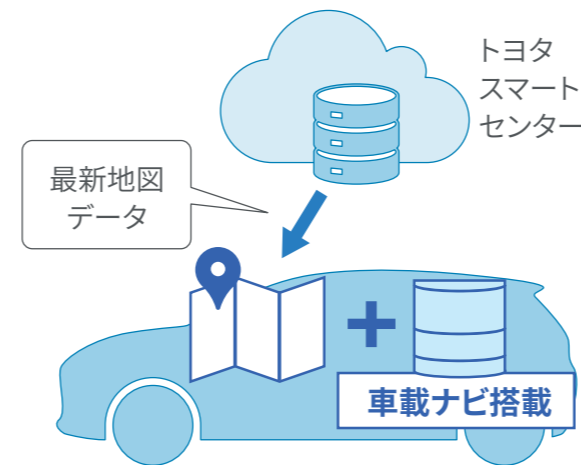 トヨタ
スマート
センター
最新地図
データ
車載ナビ搭載